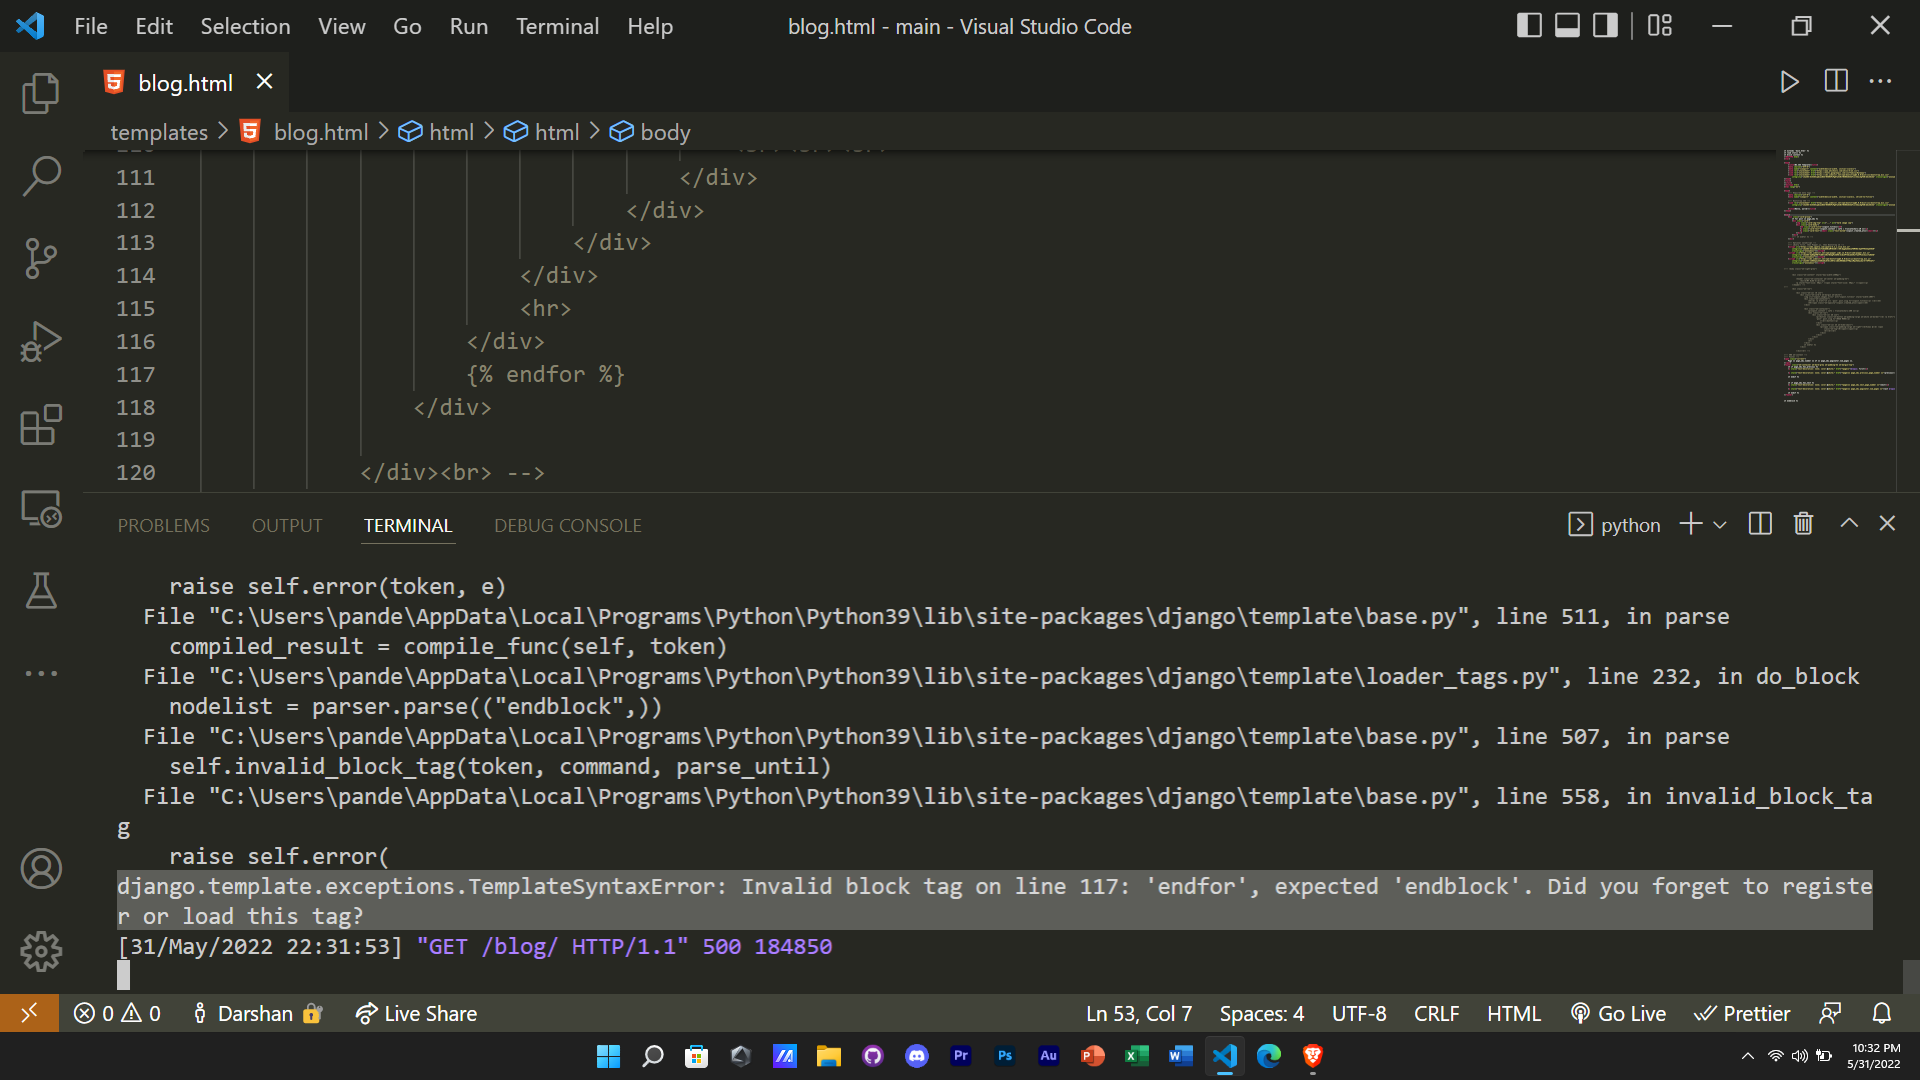 File Edit Selection View Go Run Terminal Help
blog.html - main - Visual Studio Code
blog.html
templates > blog.html > html > html > body
111 </div>
112 </div>
113 </div>
114 </div>
115 <hr>
116 </div>
117 {% endfor %}
118 </div>
119
120 </div><br> -->
PROBLEMS OUTPUT TERMINAL DEBUG CONSOLE
python
raise self.error(token, e)
File "C:\Users\pande\AppData\Local\Programs\Python\Python39\lib\site-packages\django\template\base.py", line 511, in parse
compiled_result = compile_func(self, token)
File "C:\Users\pande\AppData\Local\Programs\Python\Python39\lib\site-packages\django\template\loader_tags.py", line 232, in do_block
nodelist = parser.parse(("endblock",))
File "C:\Users\pande\AppData\Local\Programs\Python\Python39\lib\site-packages\django\template\base.py", line 507, in parse
self.invalid_block_tag(token, command, parse_until)
File "C:\Users\pande\AppData\Local\Programs\Python\Python39\lib\site-packages\django\template\base.py", line 558, in invalid_block_ta
g
raise self.error(
django.template.exceptions.TemplateSyntaxError: Invalid block tag on line 117: 'endfor', expected 'endblock'. Did you forget to registe
r or load this tag?
[31/May/2022 22:31:53] "GET /blog/ HTTP/1.1" 500 184850
0 0 Darshan Live Share
Ln 53, Col 7 Spaces: 4 UTF-8 CRLF HTML Go Live Prettier
Pr Ps Au
10:32 PM
5/31/2022